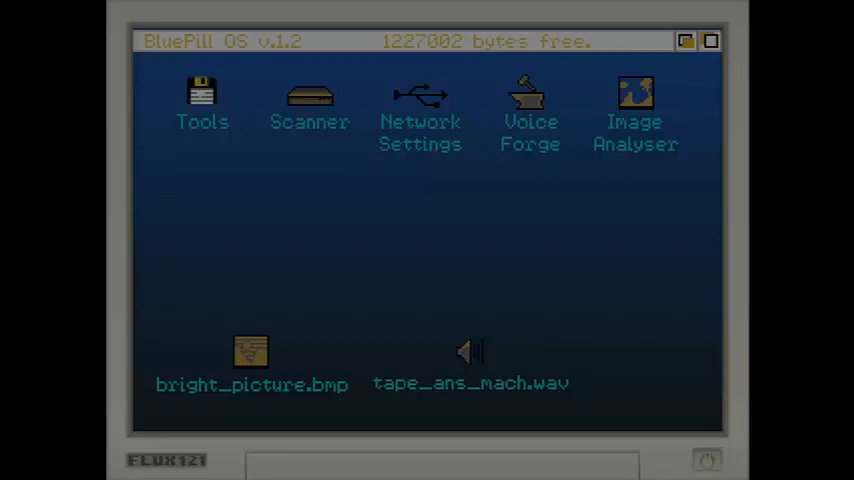 BluePill OS v.1.2 1227002 bytes free.
Tools Scanner Network Settings Voice Forge Image Analyser
bright_picture.bmp tape_ans_mach.wav
FLUX121